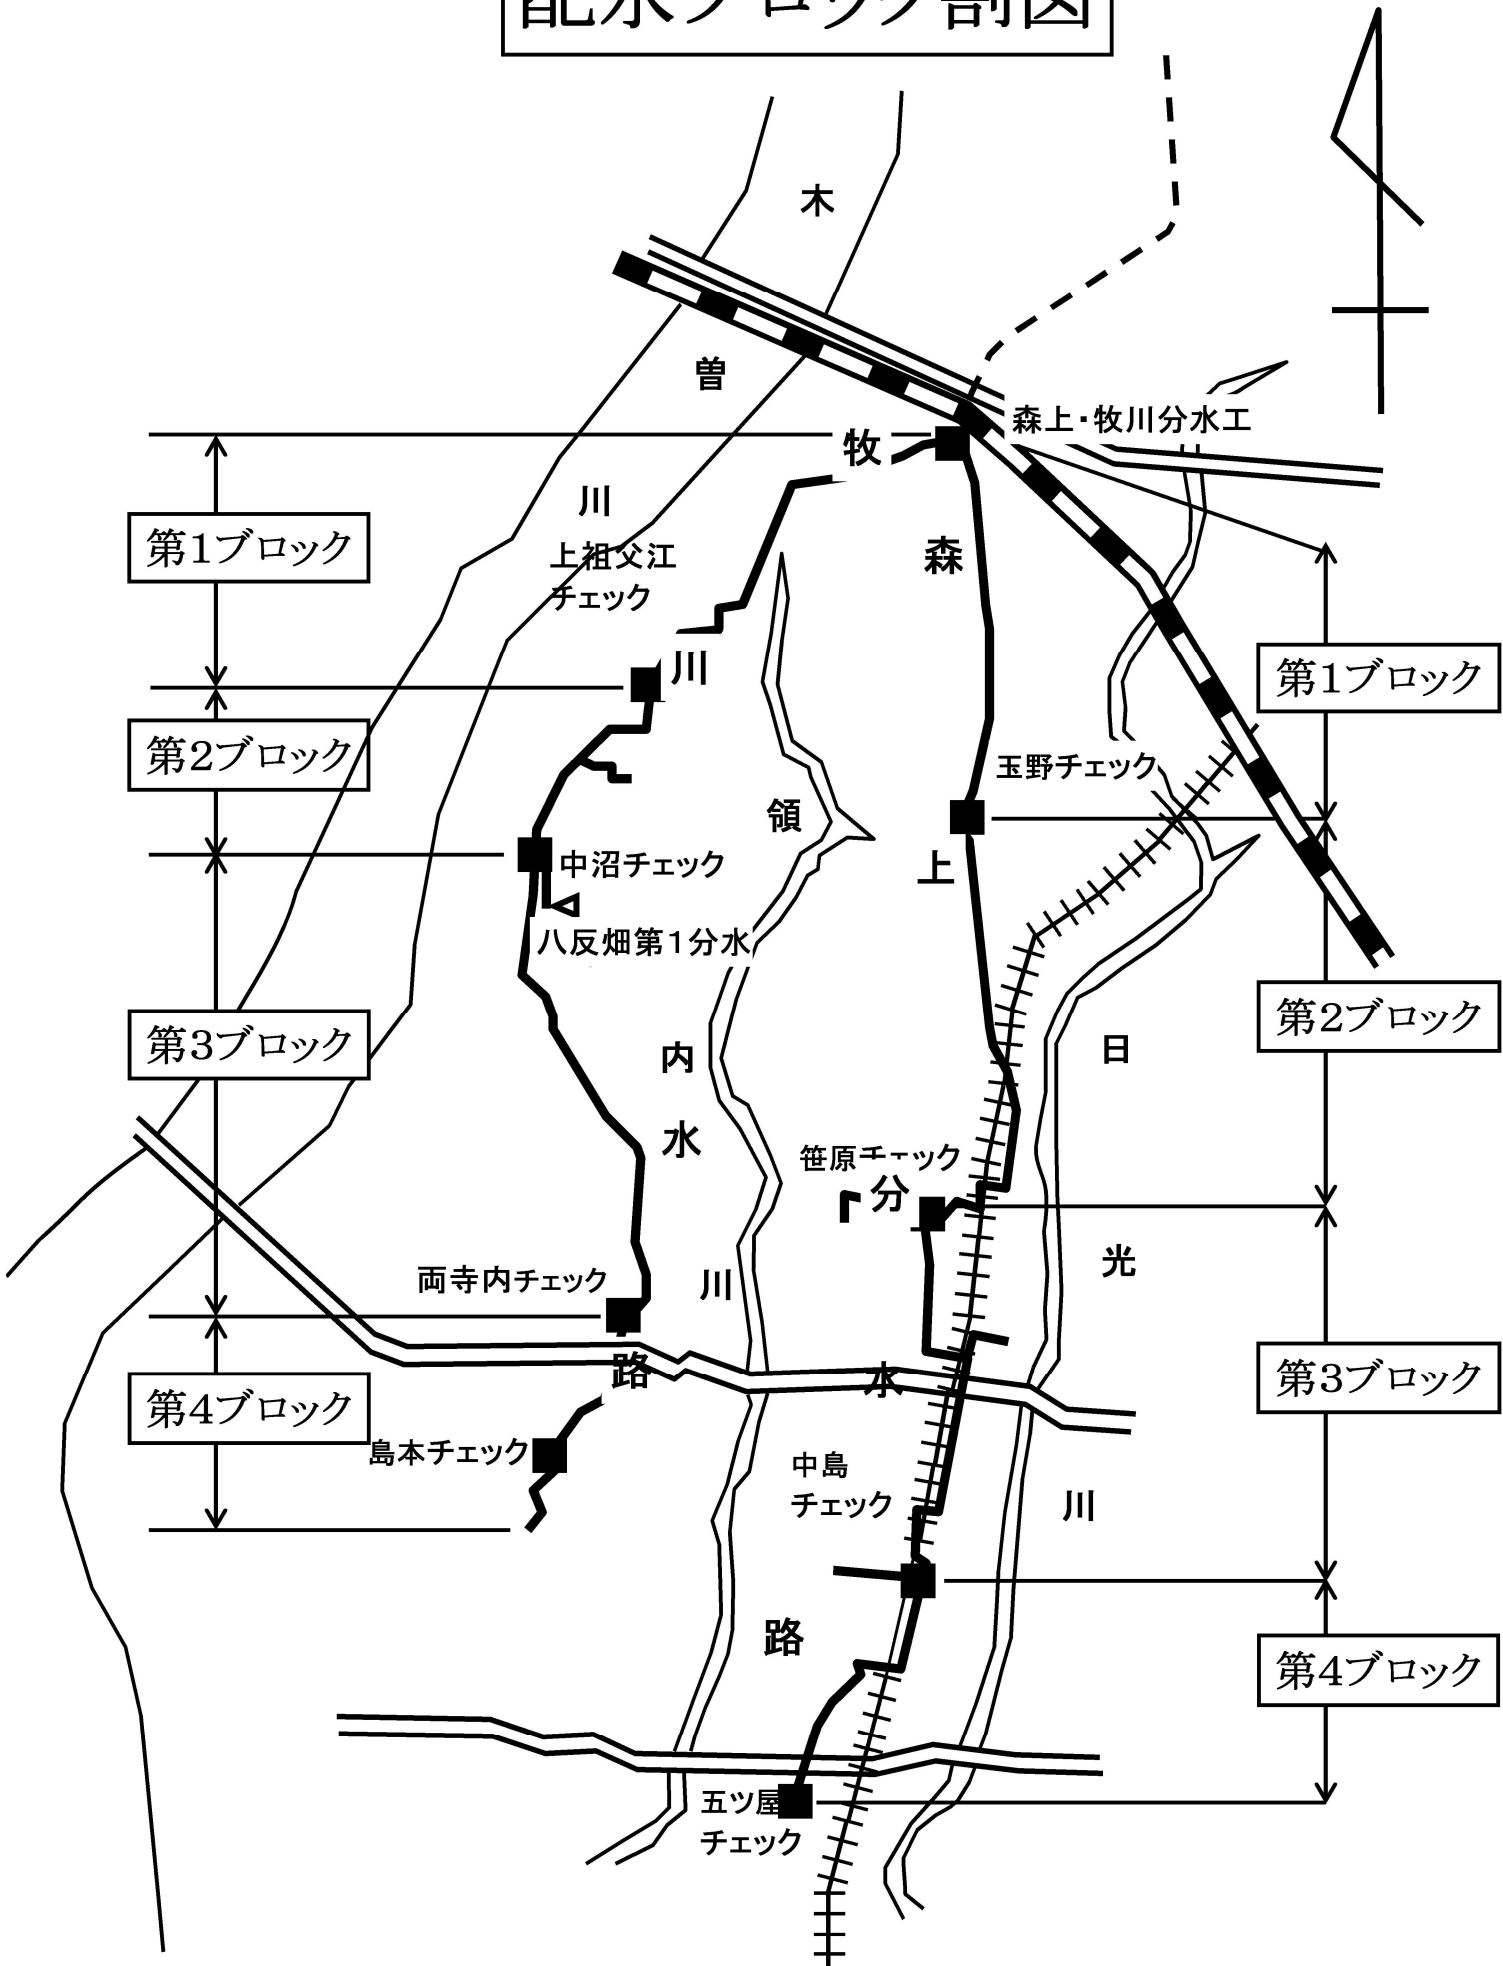 配水ブロック割図
木
曽
川
森上・牧川分水工
牧
森
第1ブロック
上祖父江
チェック
川
第1ブロック
第2ブロック
玉野チェック
領
中沼チェック
上
八反畑第1分水
第3ブロック
第2ブロック
内
日
水
笹原チェック
分
光
両寺内チェック
川
路
水
第3ブロック
第4ブロック
島本チェック
中島
チェック
川
路
第4ブロック
五ツ屋
チェック